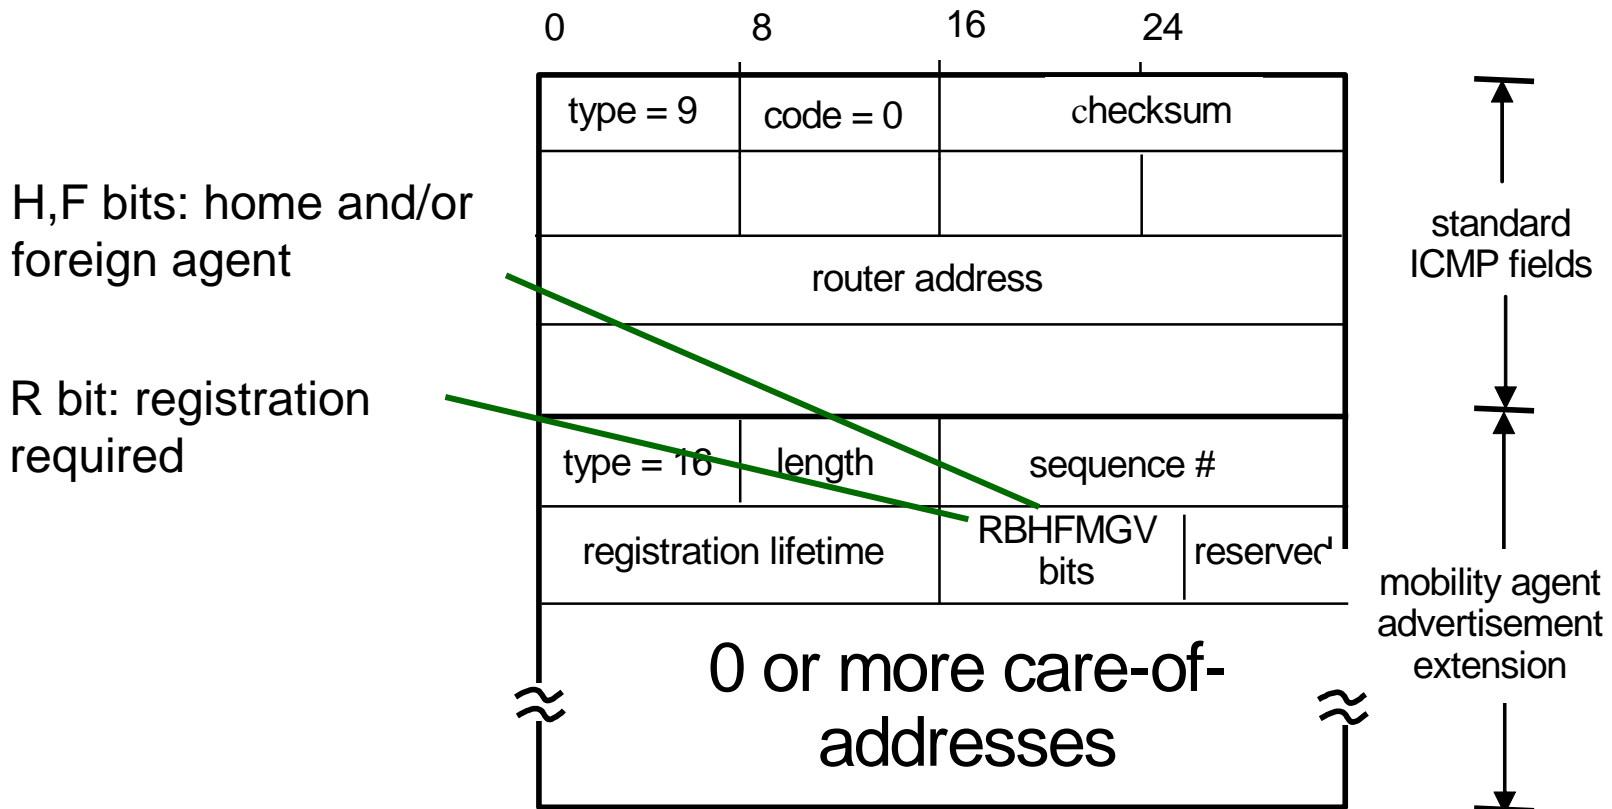 0 8 16 24
type = 9 code = 0 checksum
H,F bits: home and/or
foreign agent
standard
ICMP fields
router address
R bit: registration
required
type = 16 length sequence #
registration lifetime RBHFMGV
bits reserved
mobility agent
advertisement
extension
0 or more care-of-
addresses